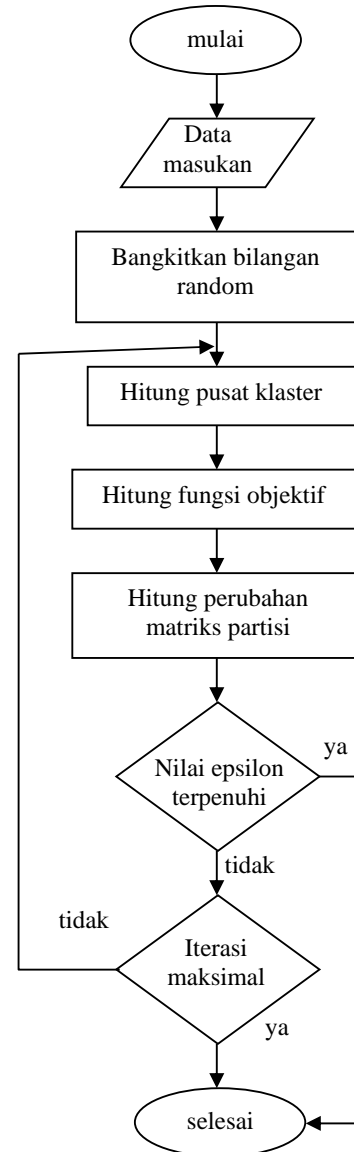 mulai
Data
masukan
Bangkitkan bilangan
random
Hitung pusat klaster
Hitung fungsi objektif
Hitung perubahan
matriks partisi
ya
Nilai epsilon
terpenuhi
tidak
tidak
Iterasi
maksimal
ya
selesai